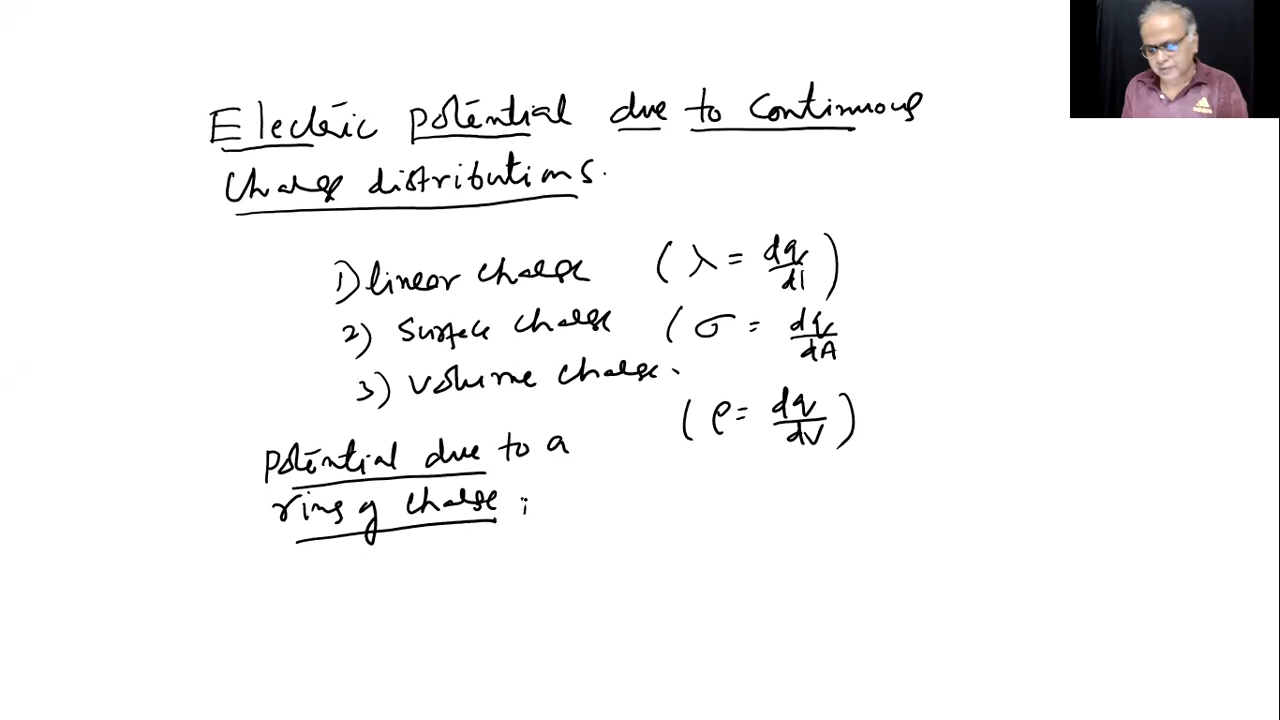 Electric potential due to continuous
charge distributions.
1) linear charge ( λ = dq/dl )
2) Surface charge ( σ = dq/dA
3) Volume charge.
( ρ = dq/dV )
potential due to a
ring of charge :